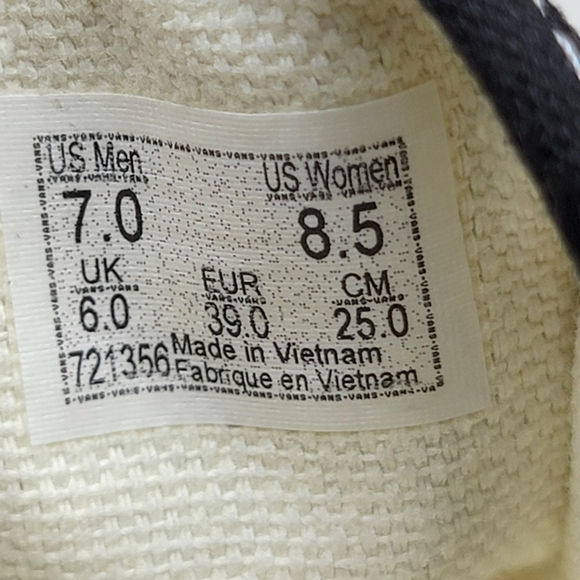 US Men US Women
7.0 8.5
UK EUR CM
6.0 39.0 25.0
721356 Made in Vietnam
Fabrique en Vietnam